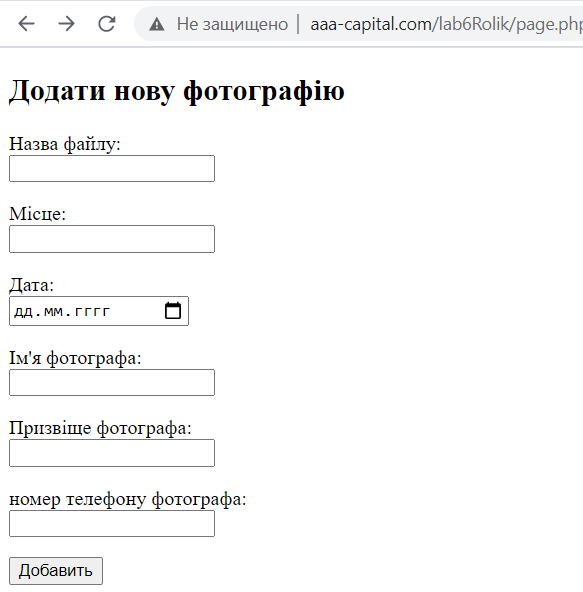 Не защищено | aaa-capital.com/lab6Rolik/page.php
Додати нову фотографію
Назва файлу:
Місце:
Дата:
дд.мм.гггг
Ім'я фотографа:
Призвіще фотографа:
номер телефону фотографа:
Добавить